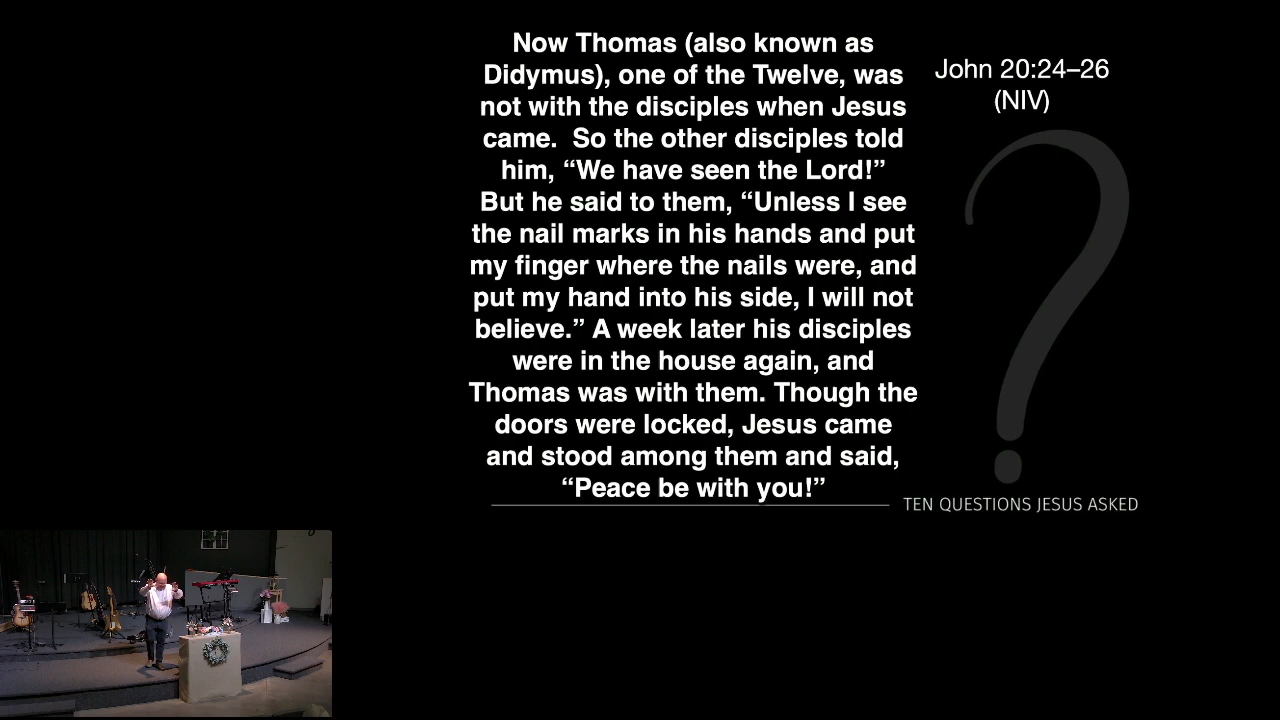 Now Thomas (also known as
Didymus), one of the Twelve, was
not with the disciples when Jesus
came.  So the other disciples told
him, “We have seen the Lord!”
But he said to them, “Unless I see
the nail marks in his hands and put
my finger where the nails were, and
put my hand into his side, I will not
believe.” A week later his disciples
were in the house again, and
Thomas was with them. Though the
doors were locked, Jesus came
and stood among them and said,
“Peace be with you!”
John 20:24–26
(NIV)
?
TEN QUESTIONS JESUS ASKED